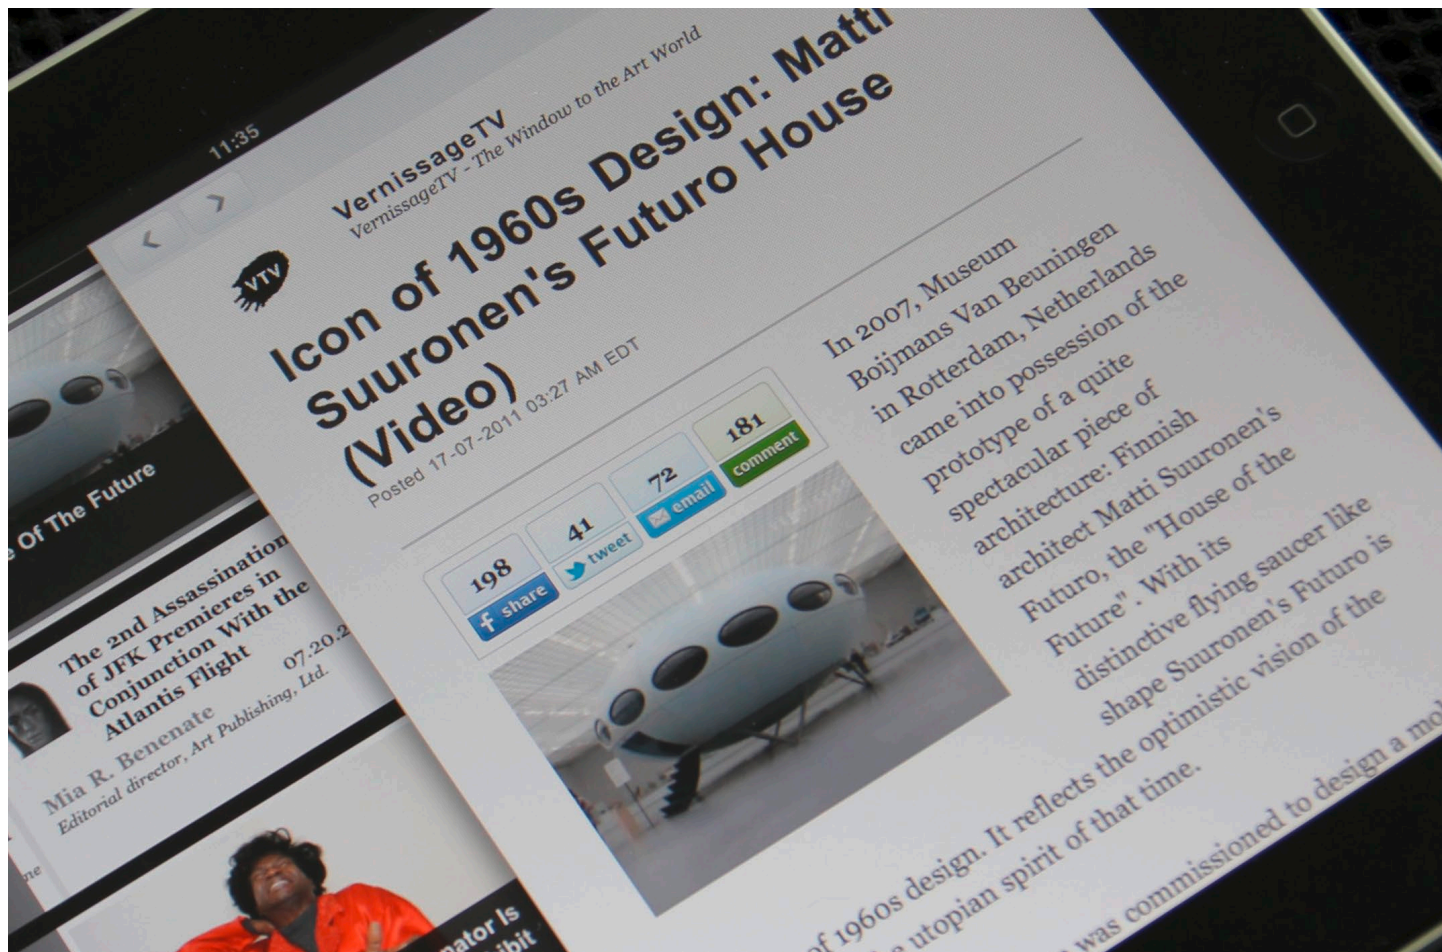 11:35
VernissageTV
VernissageTV - The Window to the Art World
VTV
Icon of 1960s Design: Matti
Suuronen's Futuro House
(Video)
Posted 17-07-2011 03:27 AM EDT
198
share
41
tweet
72
email
181
comment
In 2007, Museum
Boijmans Van Beuningen
in Rotterdam, Netherlands
came into possession of the
prototype of a quite
spectacular piece of
architecture: Finnish
architect Matti Suuronen's
Futuro, the "House of the
Future". With its
distinctive flying saucer like
shape Suuronen's Futuro is
of 1960s design. It reflects the optimistic vision of the
utopian spirit of that time.
was commissioned to design a
Of The Future
The 2nd Assassination
of JFK Premieres in
Conjunction With the
Atlantis Flight
07.20.2
Mia R. Benenate
Editorial director, Art Publishing, Ltd.
Is